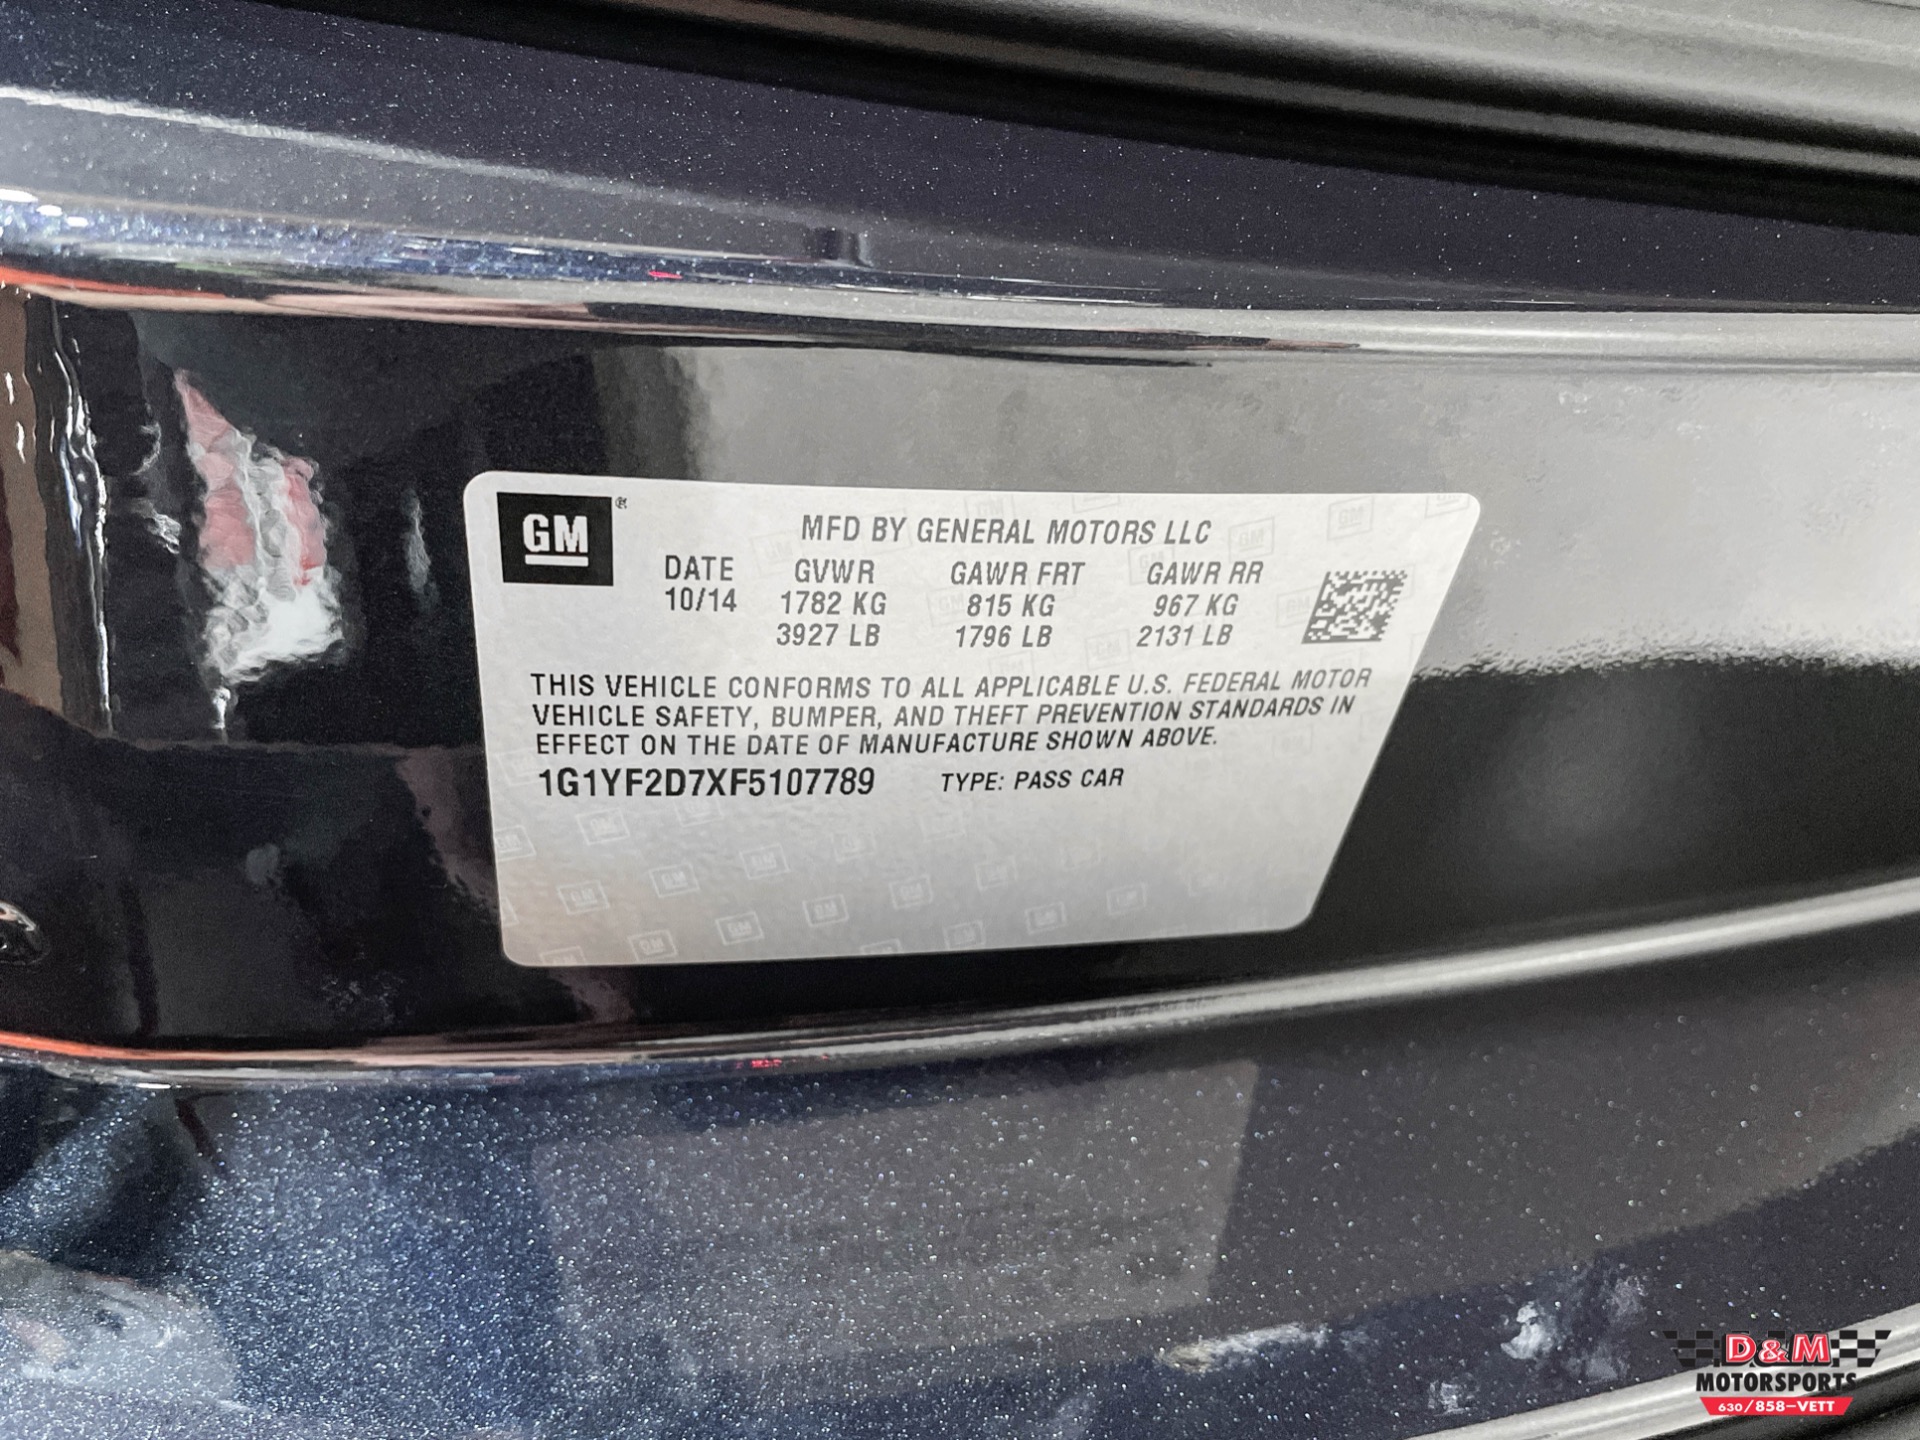 GM
MFD BY GENERAL MOTORS LLC
DATE GVWR GAWR FRT GAWR RR
10/14 1782 KG 815 KG 967 KG
3927 LB 1796 LB 2131 LB
THIS VEHICLE CONFORMS TO ALL APPLICABLE U.S. FEDERAL MOTOR
VEHICLE SAFETY, BUMPER, AND THEFT PREVENTION STANDARDS IN
EFFECT ON THE DATE OF MANUFACTURE SHOWN ABOVE.
1G1YF2D7XF5107789 TYPE: PASS CAR
D&M
MOTORSPORTS
630/858-VETT